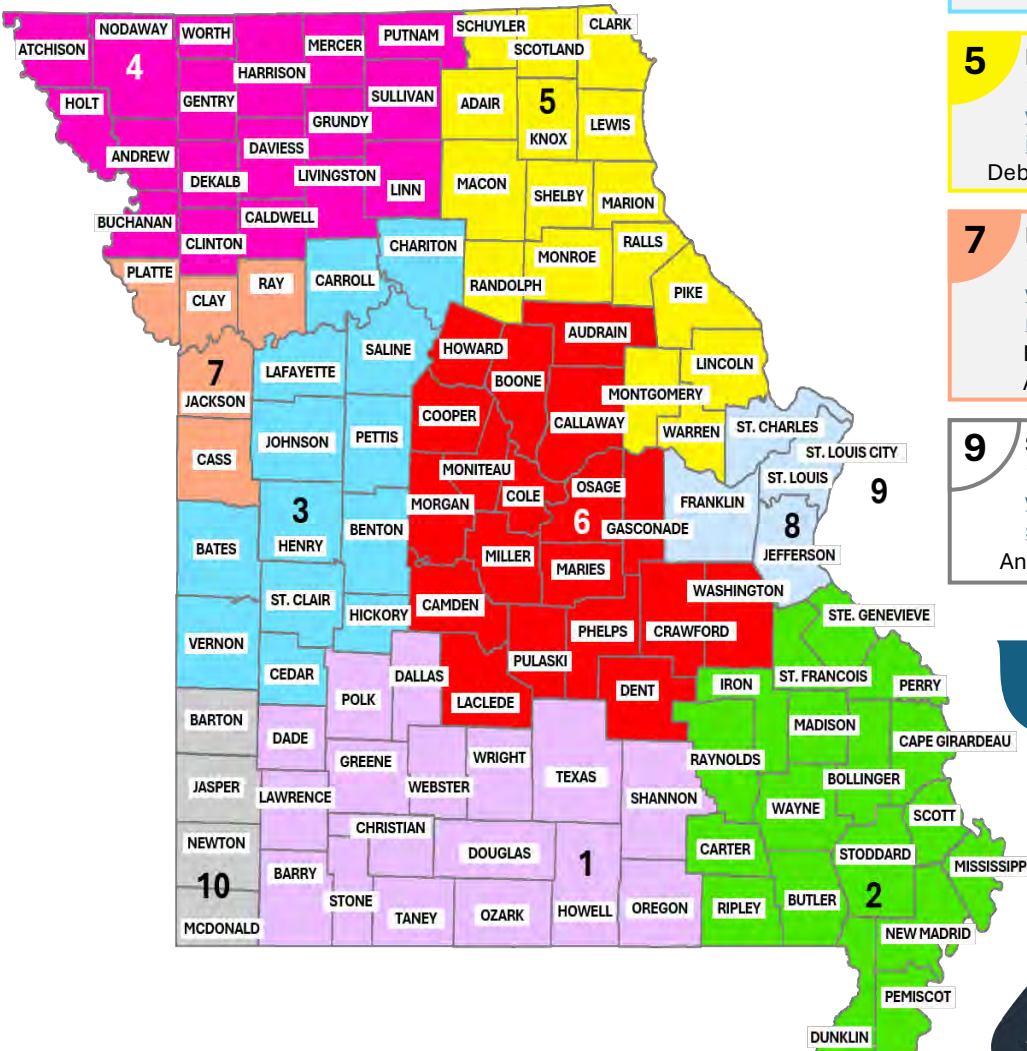 NODAWAY
WORTH
ATCHISON
MERCER
PUTNAM
SCHUYLER
CLARK
SCOTLAND
4
HARRISON
HOLT
GENTRY
SULLIVAN
ADAIR
5
GRUNDY
LEWIS
KNOX
ANDREW
DAVIESS
DEKALB
LIVINGSTON
LINN
MACON
SHELBY
MARION
BUCHANAN
CALDWELL
CLINTON
CHARITON
RALLS
MONROE
PLATTE
RAY
CARROLL
RANDOLPH
CLAY
PIKE
AUDRAIN
HOWARD
SALINE
LINCOLN
7
LAFAYETTE
BOONE
JACKSON
MONTGOMERY
COOPER
CALLAWAY
WARREN
ST. CHARLES
JOHNSON
PETTIS
ST. LOUIS CITY
CASS
MONITEAU
ST. LOUIS
COLE
OSAGE
9
MORGAN
FRANKLIN
3
6
GASCONADE
8
BENTON
HENRY
BATES
MILLER
JEFFERSON
MARIES
WASHINGTON
ST. CLAIR
CAMDEN
HICKORY
STE. GENEVIEVE
PHELPS
CRAWFORD
VERNON
PULASKI
CEDAR
DALLAS
ST. FRANCOIS
IRON
PERRY
DENT
POLK
LACLEDE
BARTON
MADISON
DADE
CAPE GIRARDEAU
GREENE
WRIGHT
RAYNOLDS
TEXAS
BOLLINGER
JASPER
WEBSTER
LAWRENCE
SHANNON
WAYNE
SCOTT
CHRISTIAN
NEWTON
CARTER
DOUGLAS
STODDARD
1
MISSISSIPP
BARRY
10
2
STONE
BUTLER
RIPLEY
OREGON
HOWELL
OZARK
TANEY
MCDONALD
NEW MADRID
PEMISCOT
DUNKLIN
5
Deb
7
9
An